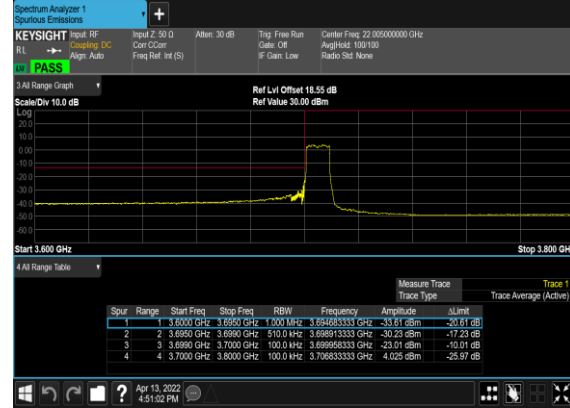 Spectrum Analyzer 1
Spurious Emissions
+
KEYSIGHT Input: RF Input Z: 50 Ω Atten: 30 dB Trig: Free Run Center Freq: 22.005000000 GHz
RL Coupling: DC Corr CCorr Gate: Off Avg|Hold: 100/100
Align: Auto Freq Ref: Int (S) IF Gain: Low Radio Std: None
PASS
3 All Range Graph Ref Lvl Offset 18.55 dB
Scale/Div 10.0 dB Ref Value 30.00 dBm
Log
20.0
10.0
0.00
-10.0
-20.0
-30.0
-40.0
-50.0
-60.0
Start 3.600 GHz Stop 3.800 GH
4 All Range Table
Measure Trace Trace 1
Trace Type Trace Average (Active)
Spur Range Start Freq Stop Freq RBW Frequency Amplitude ΔLimit
1 1 3.6000 GHz 3.6950 GHz 1.000 MHz 3.694683333 GHz -33.61 dBm -20.61 dB
2 2 3.6950 GHz 3.6990 GHz 510.0 kHz 3.698913333 GHz -30.23 dBm -17.23 dB
3 3 3.6990 GHz 3.7000 GHz 100.0 kHz 3.699958333 GHz -23.01 dBm -10.01 dB
4 4 3.7000 GHz 3.8000 GHz 100.0 kHz 3.706833333 GHz 4.025 dBm -25.97 dB
? Apr 13, 2022
4:51:02 PM